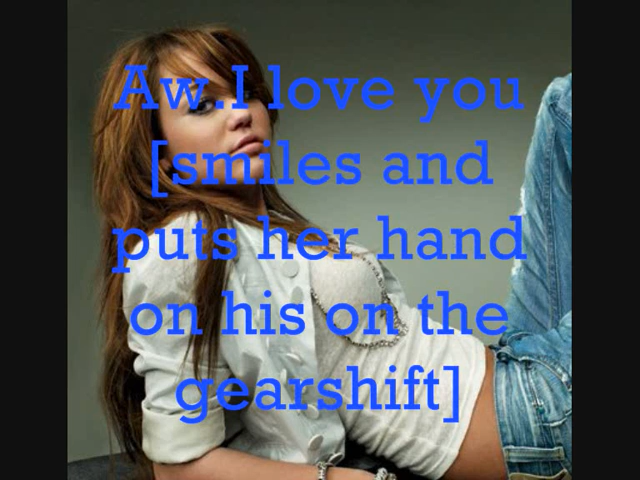 Aw.I love you
[smiles and
puts her hand
on his on the
gearshift]